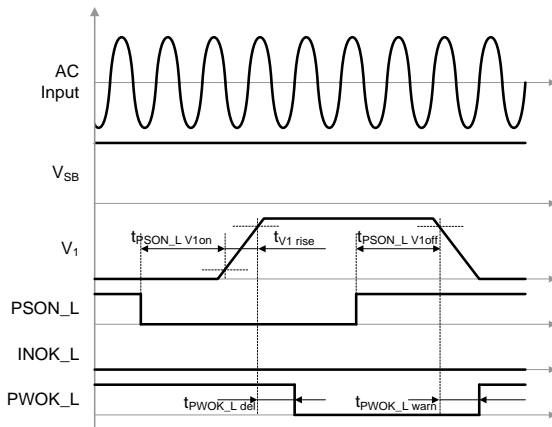 AC
Input
VSB
V1
tPSON_L V1on
tV1 rise
tPSON_L V1off
PSON_L
INOK_L
PWOK_L
tPWOK_L del
tPWOK_L warn